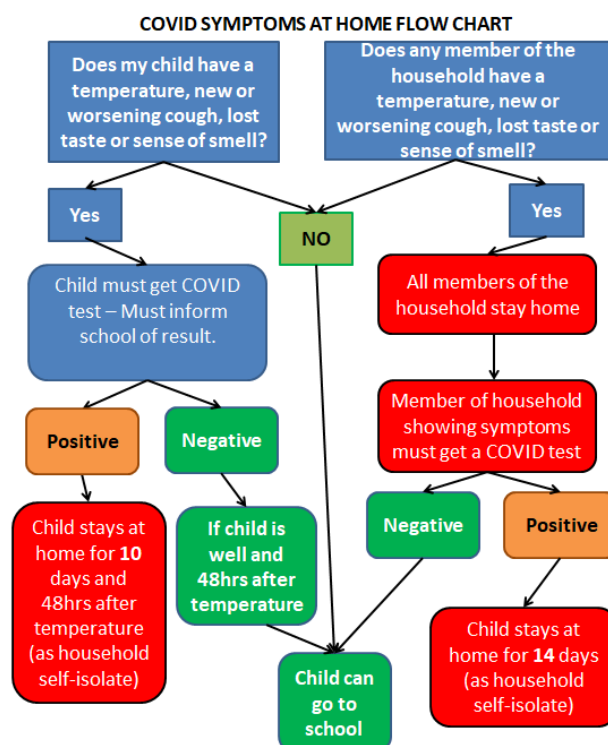 COVID SYMPTOMS AT HOME FLOW CHART
Does my child have a
temperature, new or
worsening cough, lost
taste or sense of smell?
Does any member of the
household have a
temperature, new or
worsening cough, lost
taste or sense of smell?
Yes
NO
Yes
Child must get COVID
test – Must inform
school of result.
All members of the
household stay home
Positive
Negative
Member of household
showing symptoms
must get a COVID test
Child stays at
home for 10
days and
48hrs after
temperature
(as household
self-isolate)
If child is
well and
48hrs after
temperature
Negative
Positive
Child can
go to
school
Child stays at
home for 14 days
(as household
self-isolate)